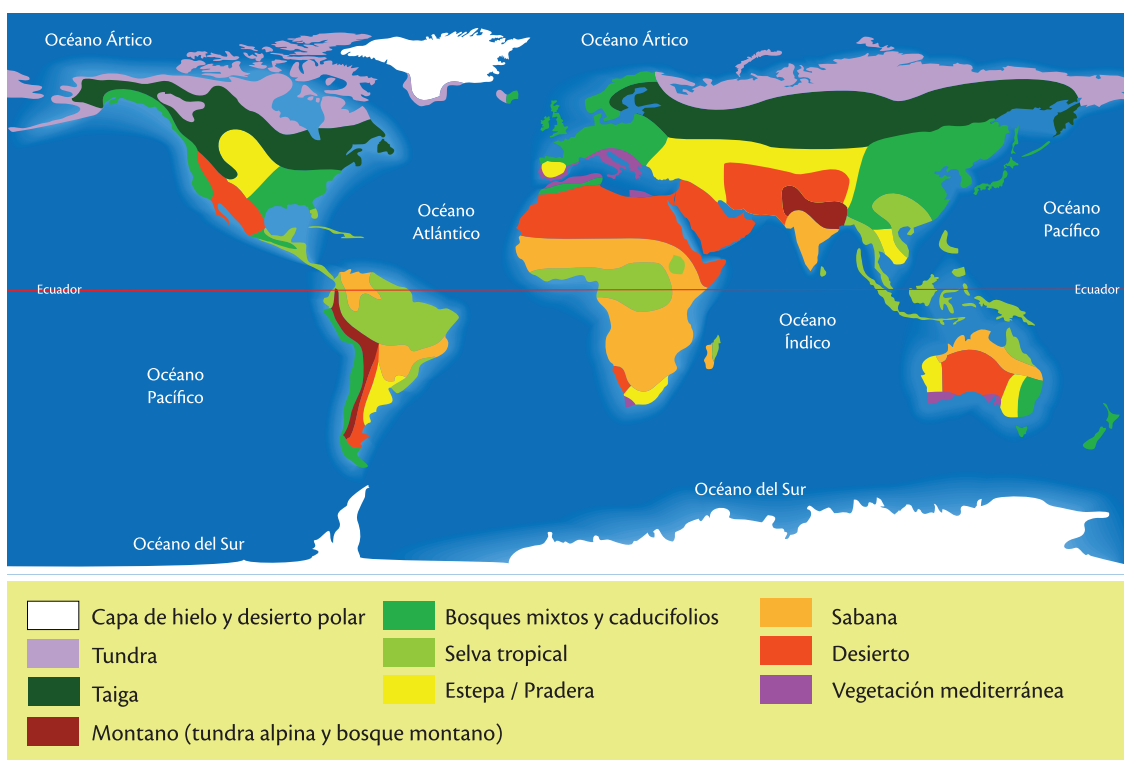 Océano Ártico
Océano Ártico
Océano
Atlántico
Océano
Pacífico
Ecuador
Ecuador
Océano
Índico
Océano
Pacífico
Océano del Sur
Océano del Sur
Capa de hielo y desierto polar
Tundra
Taiga
Montano (tundra alpina y bosque montano)
Bosques mixtos y caducifolios
Selva tropical
Estepa / Pradera
Sabana
Desierto
Vegetación mediterránea